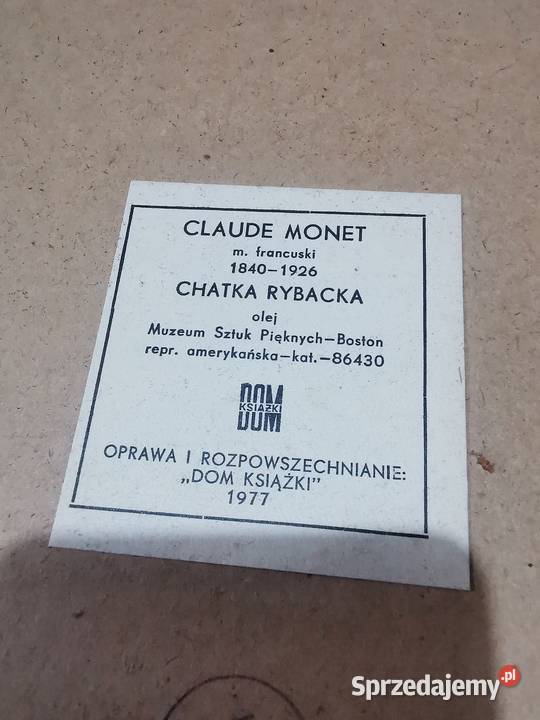 CLAUDE MONET
m. francuski
1840–1926
CHATKA RYBACKA
olej
Muzeum Sztuk Pięknych–Boston
repr. amerykańska–kat.–86430
DOM
KSIĄŻKI
DOM
OPRAWA I ROZPOWSZECHNIANIE:
„DOM KSIĄŻKI”
1977
Sprzedajemy.pl